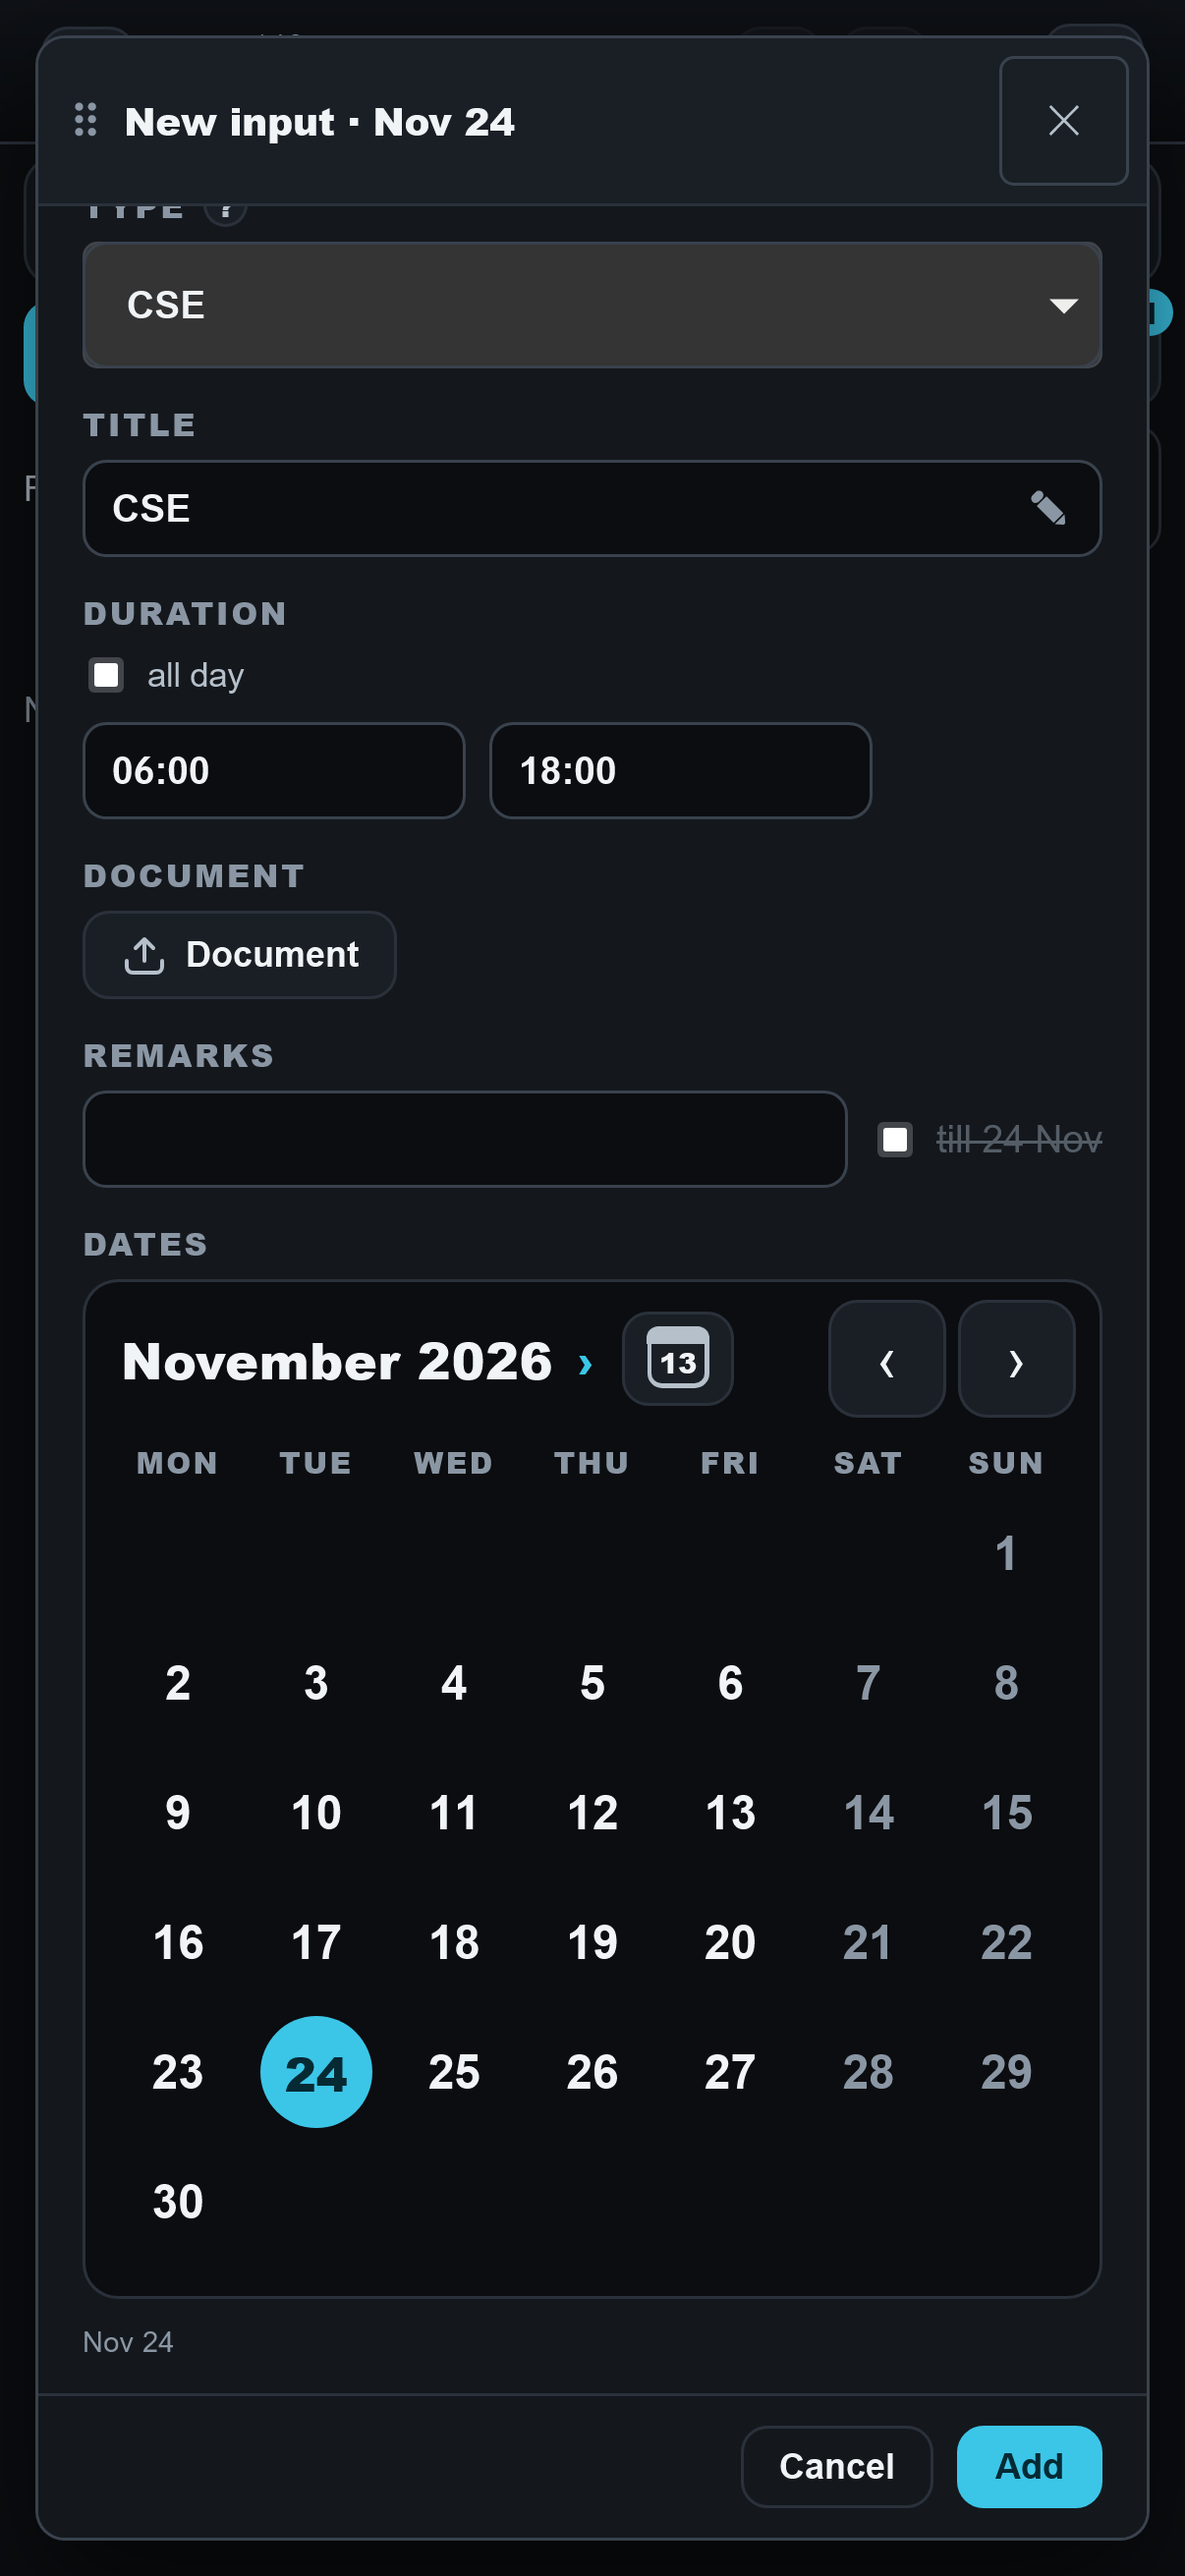 New input · Nov 24
TYPE ?
CSE
TITLE
CSE
DURATION
all day
06:00 18:00
DOCUMENT
Document
REMARKS
till 24 Nov
DATES
November 2026 › 13 ‹ ›
MON TUE WED THU FRI SAT SUN
1
2 3 4 5 6 7 8
9 10 11 12 13 14 15
16 17 18 19 20 21 22
23 24 25 26 27 28 29
30
Nov 24
Cancel Add